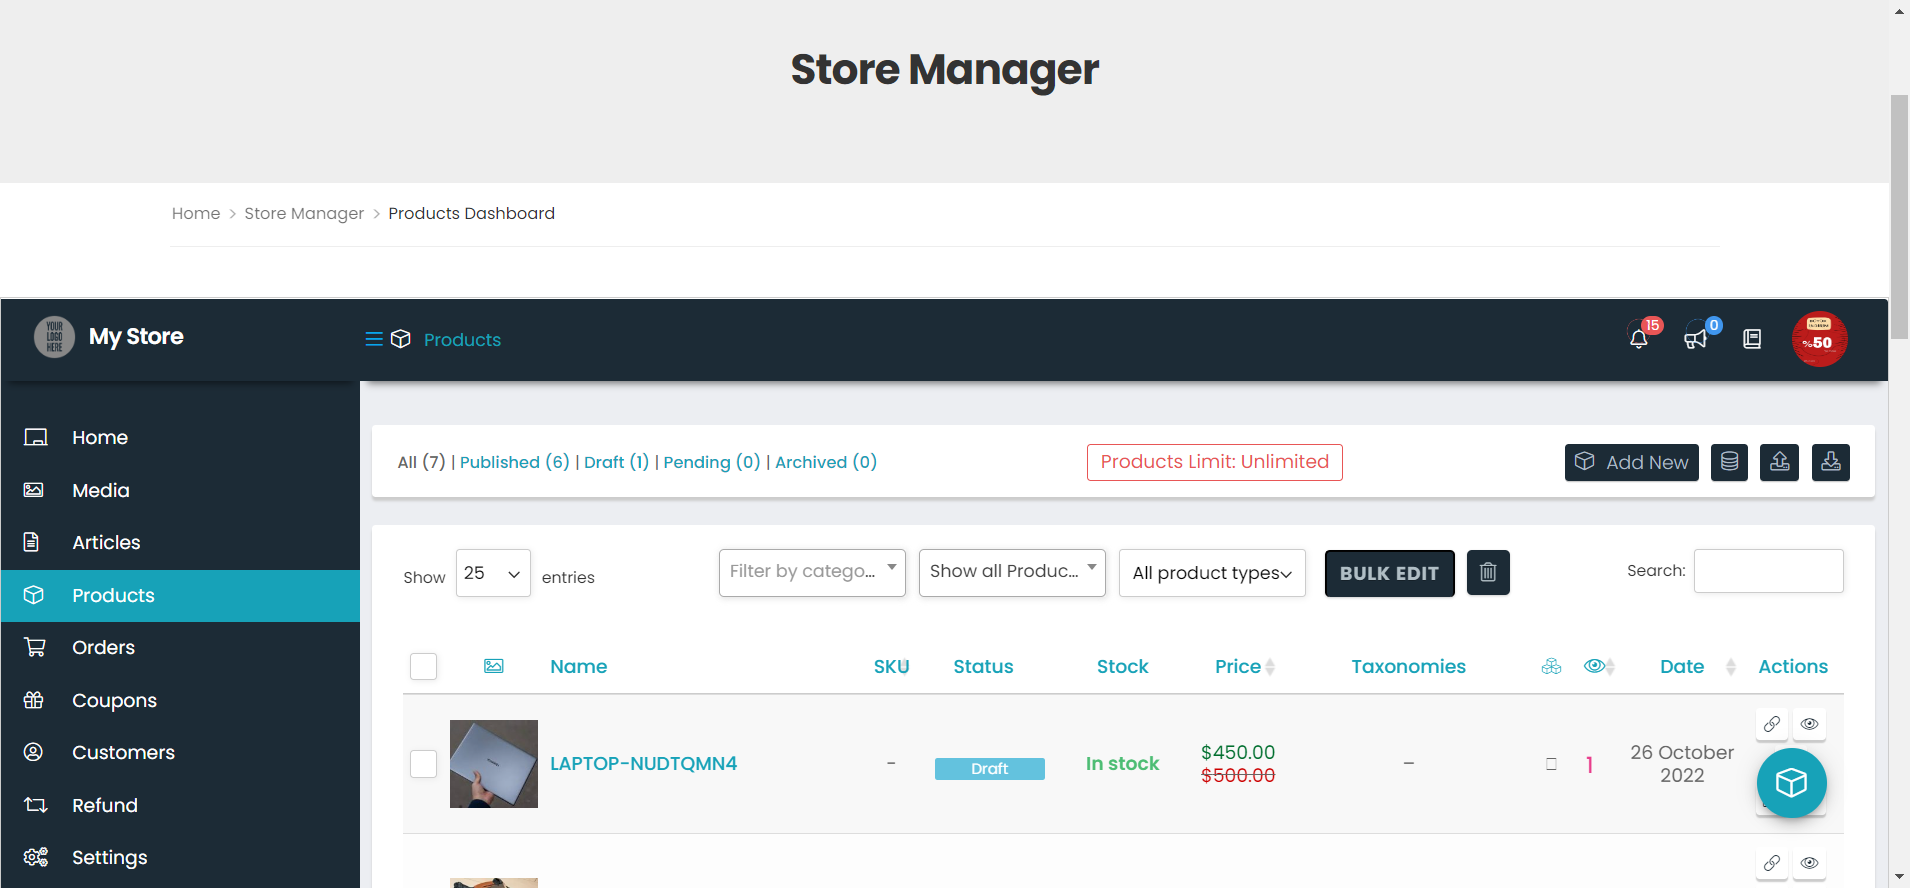 Store Manager
Home > Store Manager > Products Dashboard
YOUR LOGO HERE
My Store
Products
15
0
%50
Home
Media
Articles
Products
Orders
Coupons
Customers
Refund
Settings
All (7) | Published (6) | Draft (1) | Pending (0) | Archived (0)
Products Limit: Unlimited
Add New
Show 25 entries
Filter by catego...
Show all Produc...
All product types
BULK EDIT
Search:
Name SKU Status Stock Price Taxonomies Date Actions
LAPTOP-NUDTQMN4 - Draft In stock $450.00 $500.00 – 1 26 October 2022